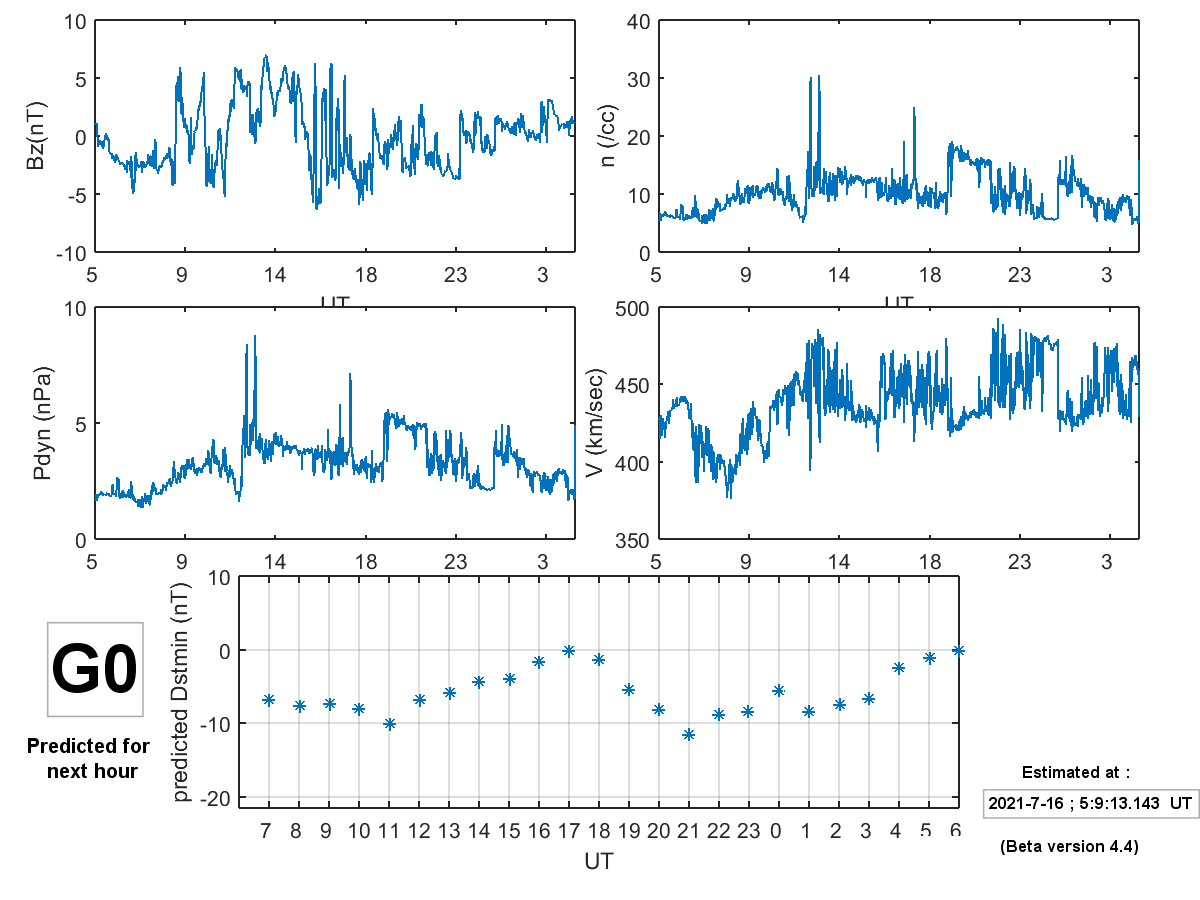 10
5
0
-5
-10
Bz(nT)
5 9 14 18 23 3
UT
40
30
20
10
0
n (/cc)
5 9 14 18 23 3
UT
10
5
0
Pdyn (nPa)
5 9 14 18 23 3
500
450
400
350
V (km/sec)
5 9 14 18 23 3
10
0
-10
-20
predicted Dstmin (nT)
7 8 9 10 11 12 13 14 15 16 17 18 19 20 21 22 23 0 1 2 3 4 5 6
UT
G0
Predicted for
next hour
Estimated at :
2021-7-16 ; 5:9:13.143 UT
(Beta version 4.4)